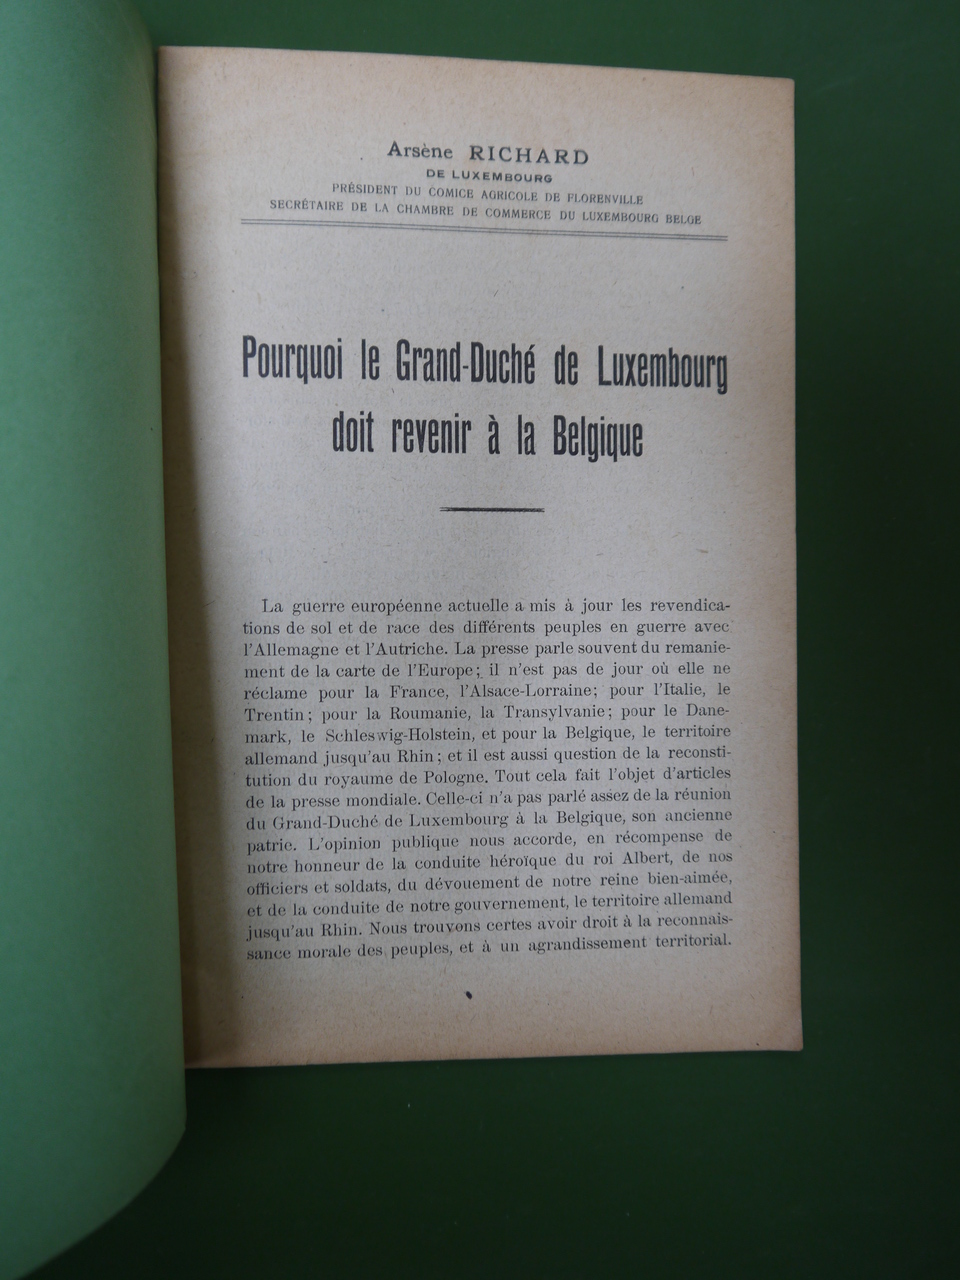 Arsène RICHARD
DE LUXEMBOURG
PRÉSIDENT DU COMICE AGRICOLE DE FLORENVILLE
SECRÉTAIRE DE LA CHAMBRE DE COMMERCE DU LUXEMBOURG BELGE
Pourquoi le Grand-Duché de Luxembourg
doit revenir à la Belgique
La guerre européenne actuelle a mis à jour les revendica-
tions de sol et de race des différents peuples en guerre avec
l'Allemagne et l'Autriche. La presse parle souvent du remanie-
ment de la carte de l'Europe; il n'est pas de jour où elle ne
réclame pour la France, l'Alsace-Lorraine; pour l'Italie, le
Trentin; pour la Roumanie, la Transylvanie; pour le Dane-
mark, le Schleswig-Holstein, et pour la Belgique, le territoire
allemand jusqu'au Rhin; et il est aussi question de la reconsti-
tution du royaume de Pologne. Tout cela fait l'objet d'articles
de la presse mondiale. Celle-ci n'a pas parlé assez de la réunion
du Grand-Duché de Luxembourg à la Belgique, son ancienne
patrie. L'opinion publique nous accorde, en récompense de
notre honneur de la conduite héroïque du roi Albert, de nos
officiers et soldats, du dévouement de notre reine bien-aimée,
et de la conduite de notre gouvernement, le territoire allemand
jusqu'au Rhin. Nous trouvons certes avoir droit à la reconnais-
sance morale des peuples, et à un agrandissement territorial.